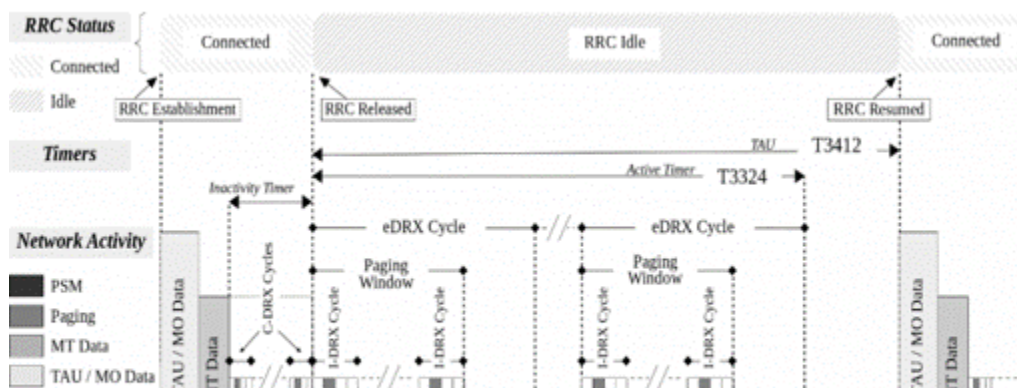 RRC Status
Connected
RRC Idle
Connected
Connected
Idle
RRC Establishment
RRC Released
RRC Resumed
Timers
TAU
T3412
Active Timer
T3324
Inactivity Timer
Network Activity
eDRX Cycle
eDRX Cycle
Paging
Window
Paging
Window
PSM
Paging
MT Data
TAU / MO Data
TAU / MO Data
T Data
C-DRX Cycles
I-DRX Cycle
I-DRX Cycle
I-DRX Cycle
I-DRX Cycle
TAU / MO Data
T Data